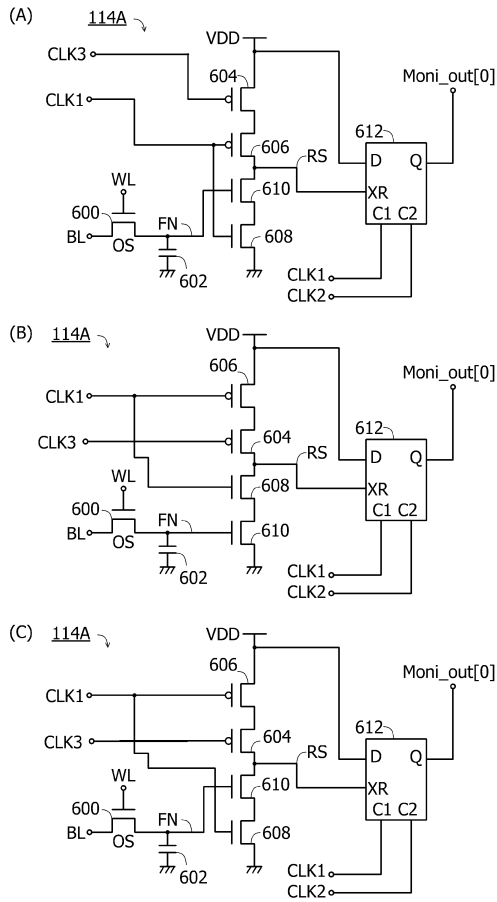 (A)
114A
VDD
CLK3
604
Moni_out[0]
CLK1
612
606
RS
D
Q
WL
XR
600
FN
610
C1 C2
BL
OS
608
602
CLK1
CLK2
(B)
114A
VDD
606
Moni_out[0]
CLK1
612
CLK3
604
RS
D
Q
WL
608
XR
600
FN
C1 C2
BL
OS
610
602
CLK1
CLK2
(C)
114A
VDD
606
Moni_out[0]
CLK1
612
CLK3
604
RS
D
Q
WL
610
XR
600
FN
C1 C2
BL
OS
608
602
CLK1
CLK2